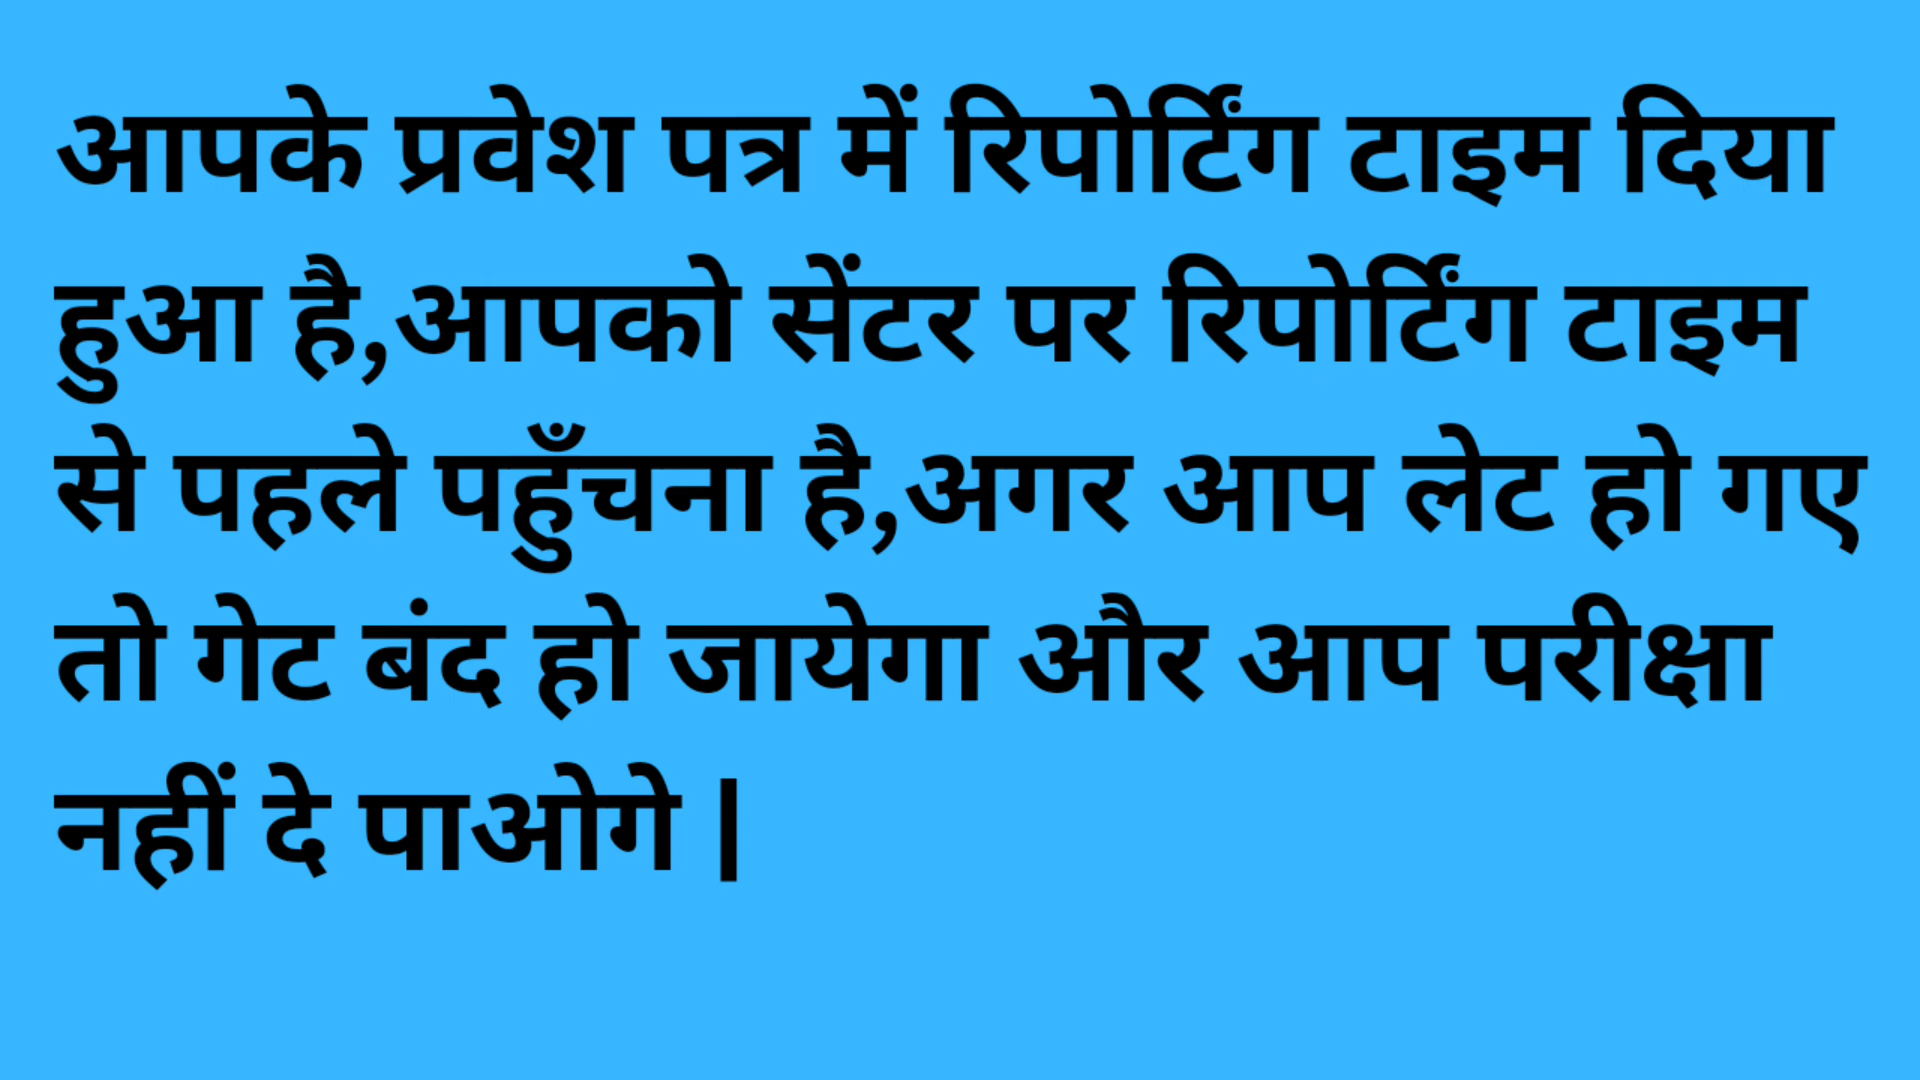 आपके प्रवेश पत्र में रिपोर्टिंग टाइम दिया
हुआ है,आपको सेंटर पर रिपोर्टिंग टाइम
से पहले पहुँचना है,अगर आप लेट हो गए
तो गेट बंद हो जायेगा और आप परीक्षा
नहीं दे पाओगे |